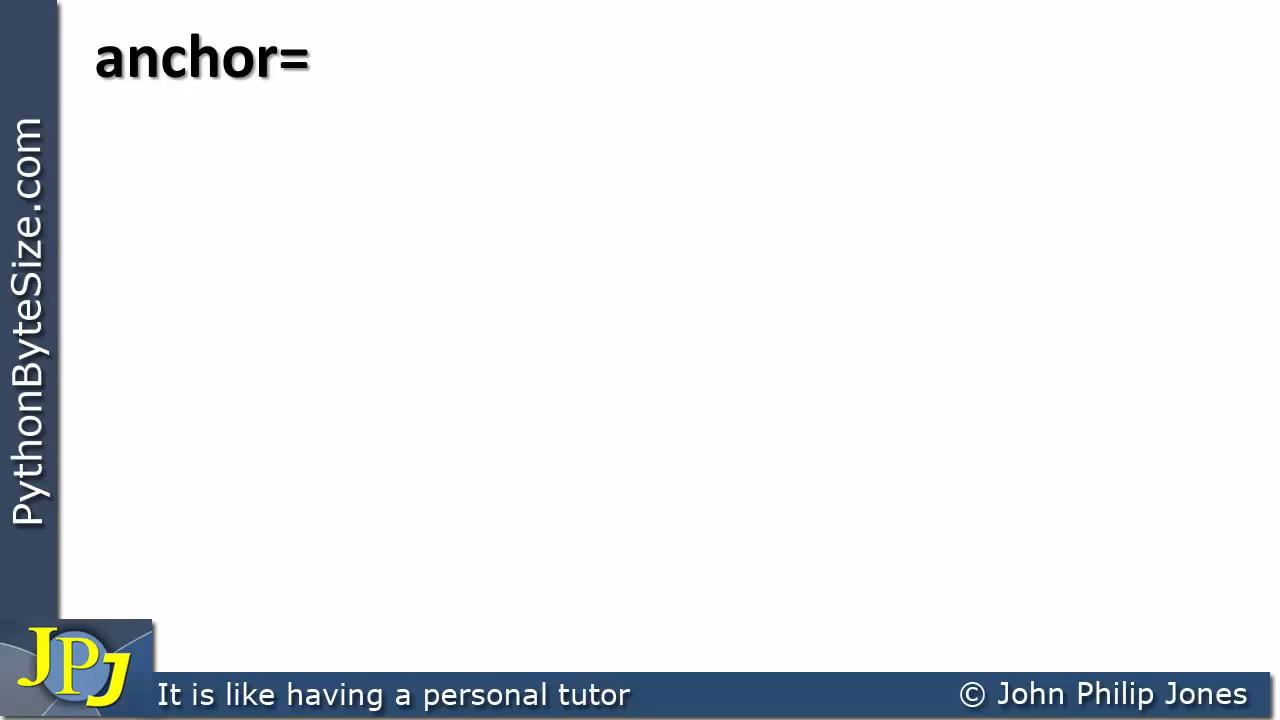 anchor=
PythonByteSize.com
JPJ
It is like having a personal tutor
© John Philip Jones